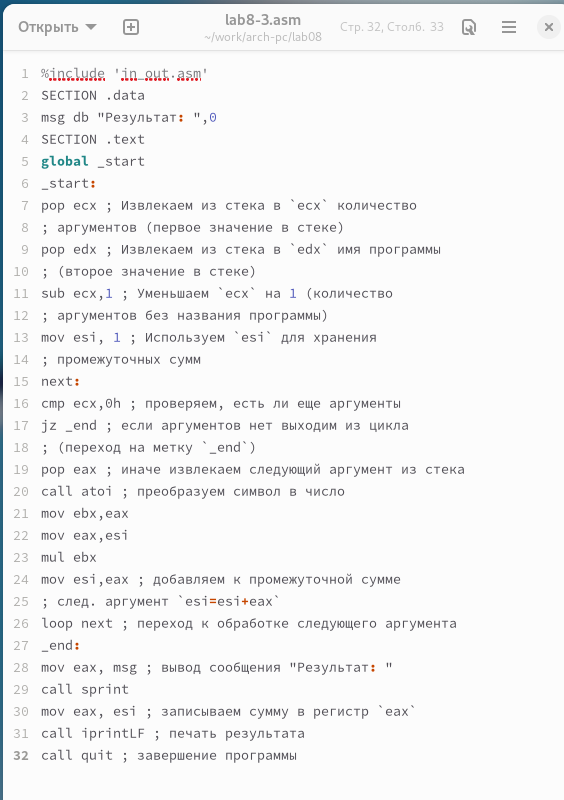 Открыть
lab8-3.asm
~/work/arch-pc/lab08
Стр. 32, Столб. 33
1 %include 'in_out.asm'
2 SECTION .data
3 msg db "Результат: ",0
4 SECTION .text
5 global _start
6 _start:
7 pop ecx ; Извлекаем из стека в `ecx` количество
8 ; аргументов (первое значение в стеке)
9 pop edx ; Извлекаем из стека в `edx` имя программы
10 ; (второе значение в стеке)
11 sub ecx,1 ; Уменьшаем `ecx` на 1 (количество
12 ; аргументов без названия программы)
13 mov esi, 1 ; Используем `esi` для хранения
14 ; промежуточных сумм
15 next:
16 cmp ecx,0h ; проверяем, есть ли еще аргументы
17 jz _end ; если аргументов нет выходим из цикла
18 ; (переход на метку `_end`)
19 pop eax ; иначе извлекаем следующий аргумент из стека
20 call atoi ; преобразуем символ в число
21 mov ebx,eax
22 mov eax,esi
23 mul ebx
24 mov esi,eax ; добавляем к промежуточной сумме
25 ; след. аргумент `esi=esi+eax`
26 loop next ; переход к обработке следующего аргумента
27 _end:
28 mov eax, msg ; вывод сообщения "Результат: "
29 call sprint
30 mov eax, esi ; записываем сумму в регистр `eax`
31 call iprintLF ; печать результата
32 call quit ; завершение программы